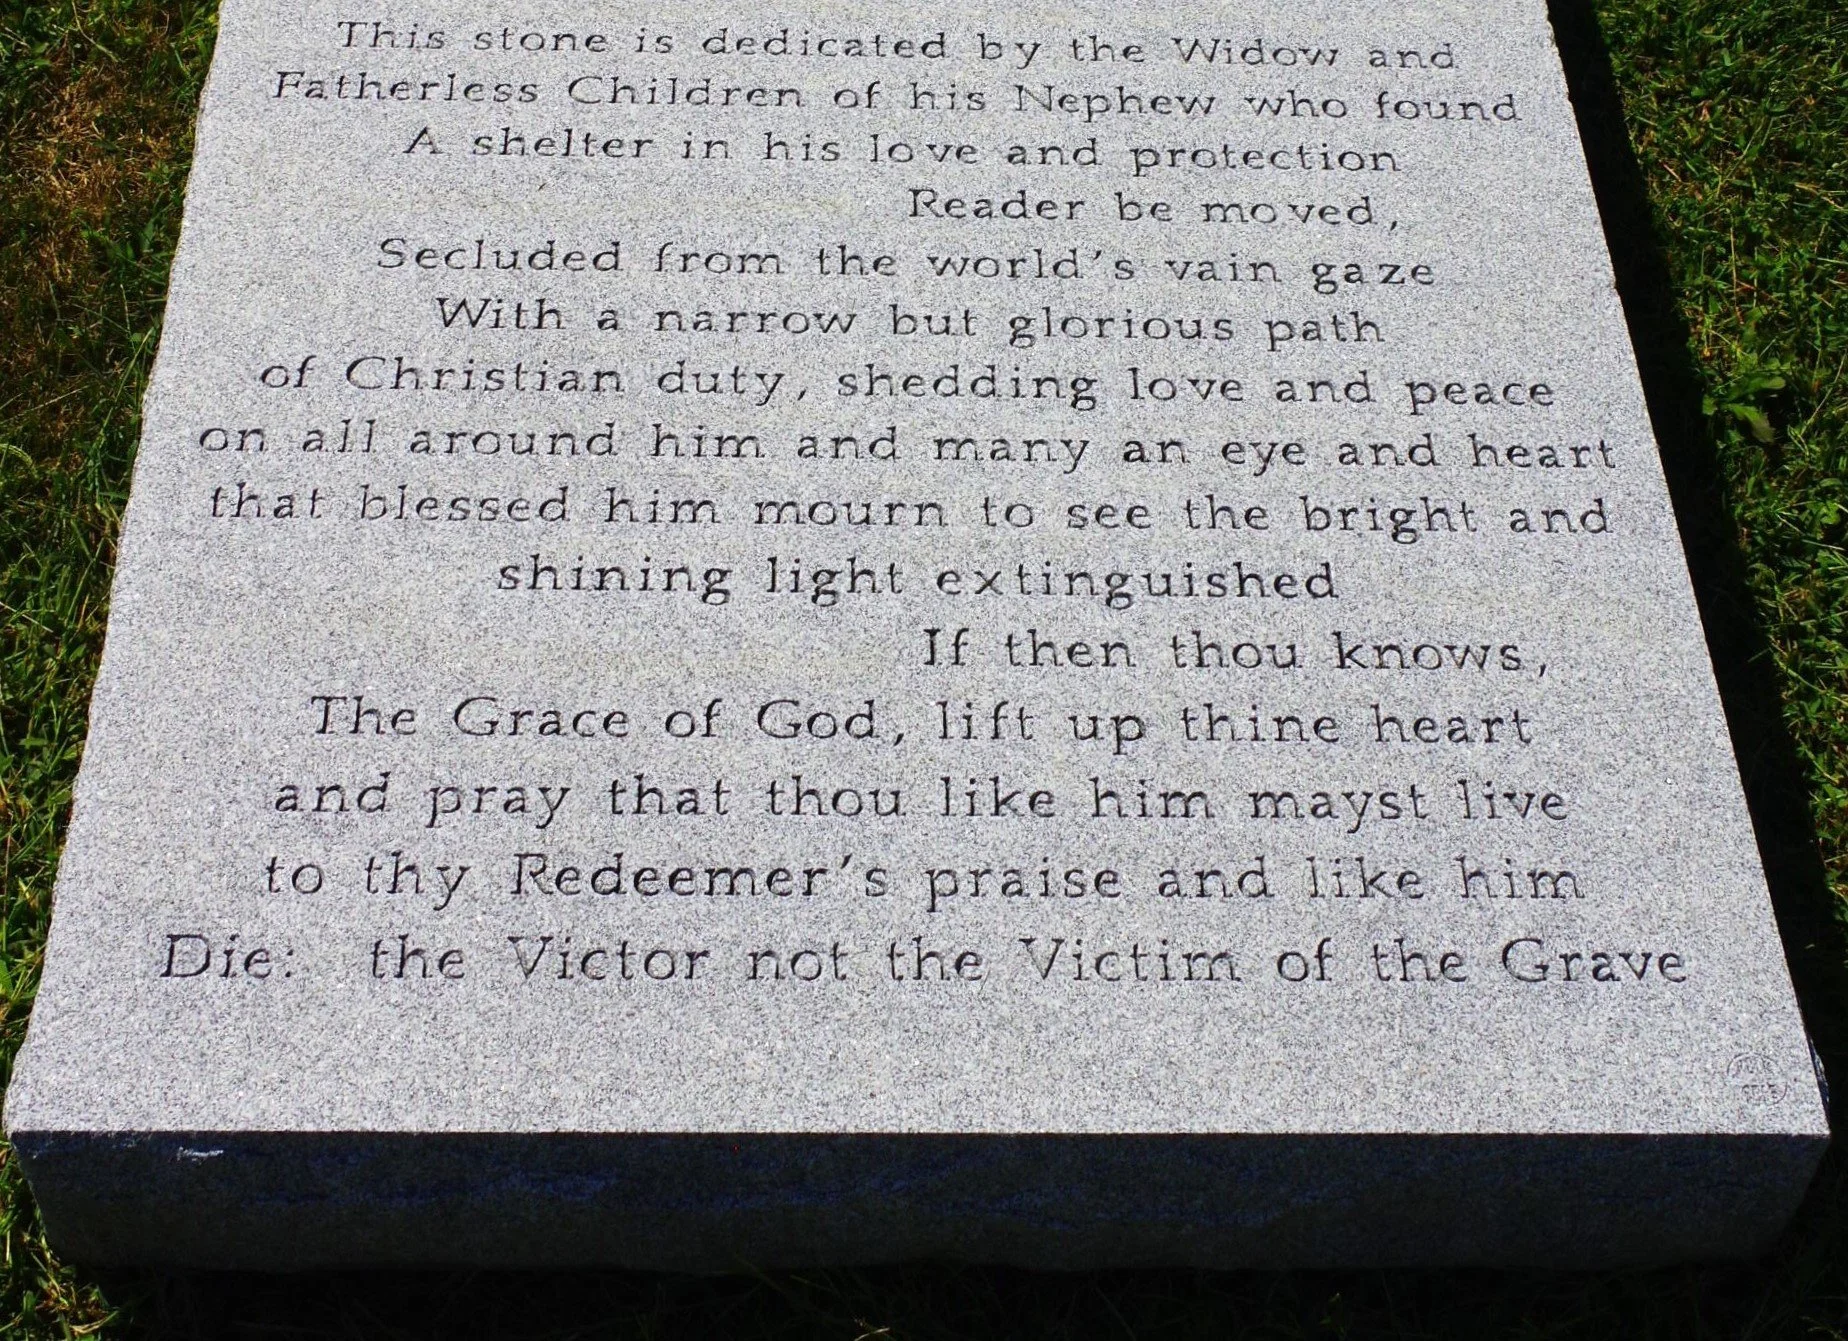 This stone is dedicated by the Widow and
Fatherless Children of his Nephew who found
A shelter in his love and protection
Reader be moved,
Secluded from the world's vain gaze
With a narrow but glorious path
of Christian duty, shedding love and peace
on all around him and many an eye and heart
that blessed him mourn to see the bright and
shining light extinguished
If then thou knows,
The Grace of God, lift up thine heart
and pray that thou like him mayst live
to thy Redeemer's praise and like him
Die: the Victor not the Victim of the Grave